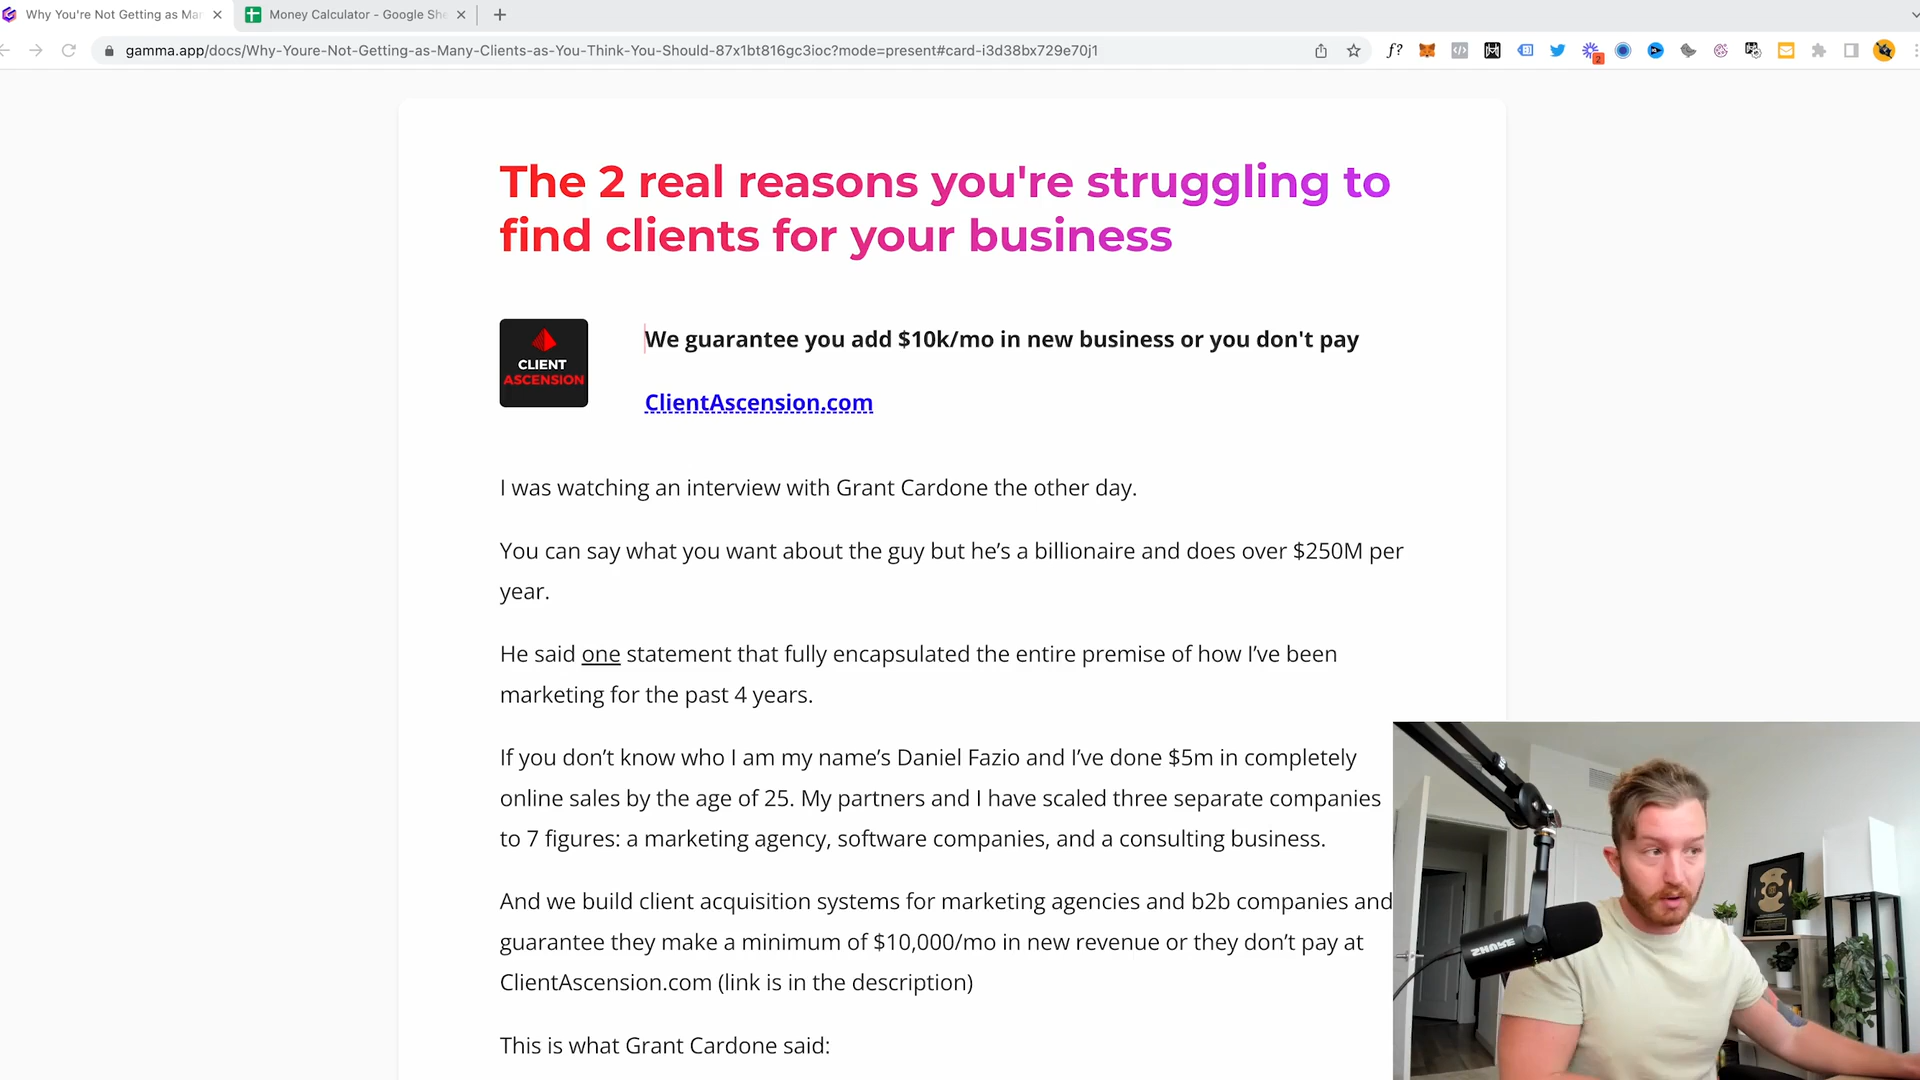 Why You're Not Getting as Ma
Money Calculator - Google She
gamma.app/docs/Why-Youre-Not-Getting-as-Many-Clients-as-You-Think-You-Should-87x1bt816gc3ioc?mode=present#card-i3d38bx729e70j1
f?
2
The 2 real reasons you're struggling to
find clients for your business
CLIENT
ASCENSION
We guarantee you add $10k/mo in new business or you don't pay
ClientAscension.com
I was watching an interview with Grant Cardone the other day.
You can say what you want about the guy but he’s a billionaire and does over $250M per
year.
He said one statement that fully encapsulated the entire premise of how I’ve been
marketing for the past 4 years.
If you don’t know who I am my name’s Daniel Fazio and I’ve done $5m in completely
online sales by the age of 25. My partners and I have scaled three separate companies
to 7 figures: a marketing agency, software companies, and a consulting business.
And we build client acquisition systems for marketing agencies and b2b companies and
guarantee they make a minimum of $10,000/mo in new revenue or they don’t pay at
ClientAscension.com (link is in the description)
This is what Grant Cardone said:
SHURE